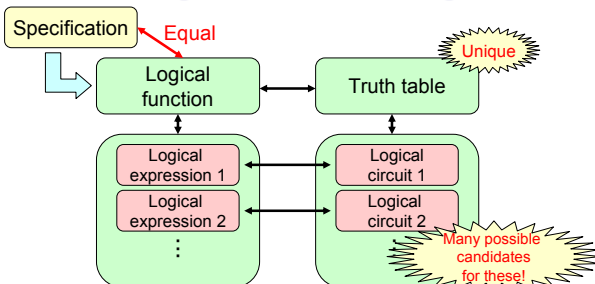 Specification
Equal
Unique
Logical
function
Truth table
Logical
expression 1
Logical
circuit 1
Logical
expression 2
Logical
circuit 2
⋮
Many possible
candidates
for these!